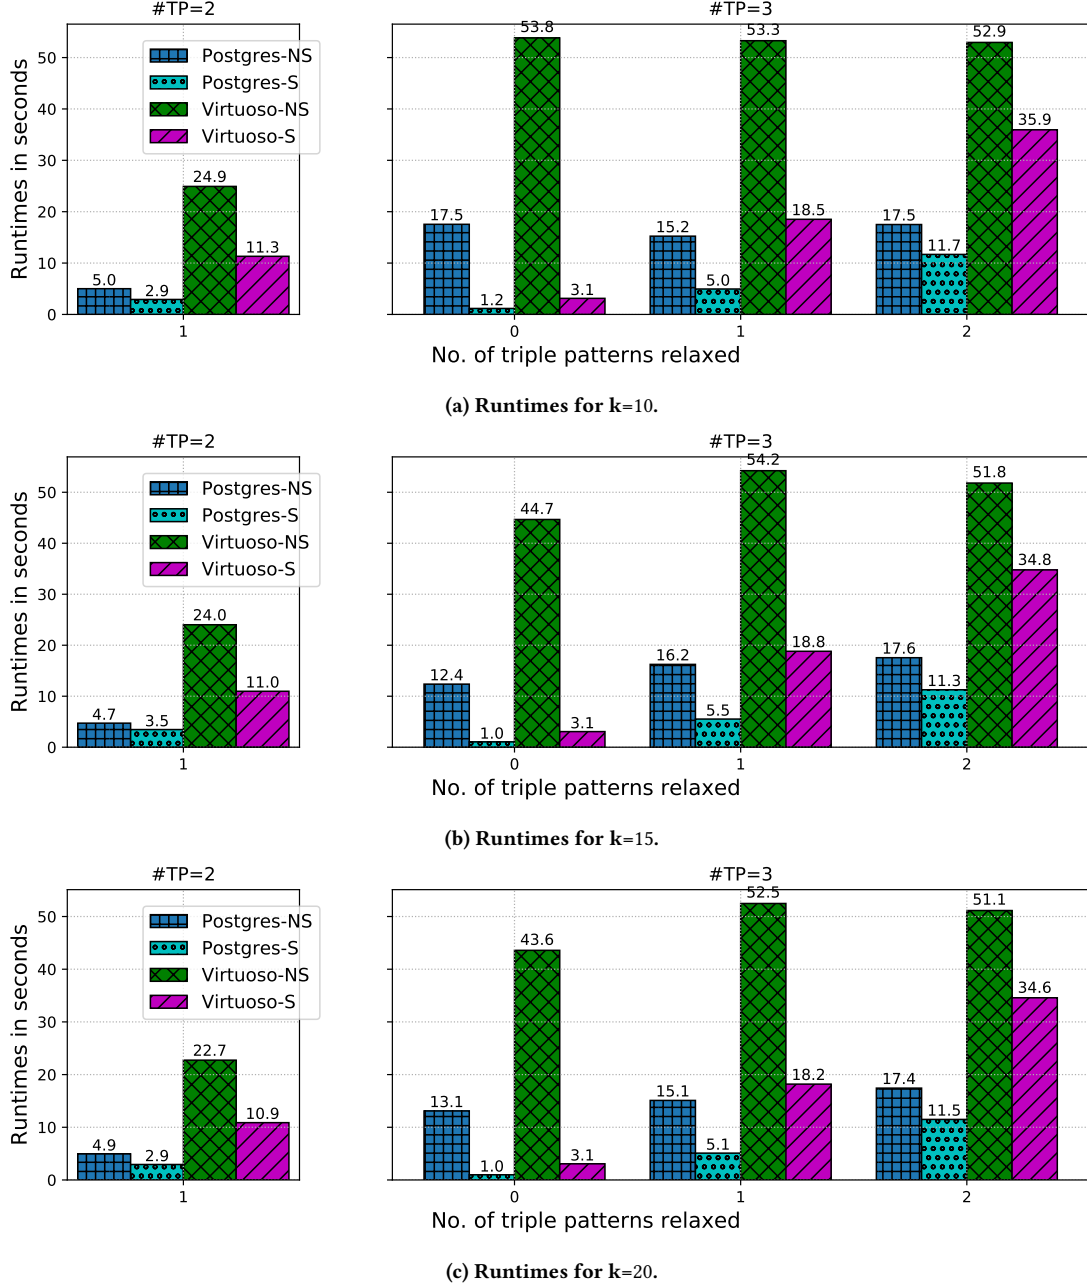 #TP=2
#TP=3
Runtimes in seconds
50
40
30
20
10
0
Postgres-NS
Postgres-S
Virtuoso-NS
Virtuoso-S
5.0
2.9
24.9
11.3
1
17.5
1.2
53.8
3.1
15.2
5.0
53.3
18.5
17.5
11.7
52.9
35.9
0
1
2
No. of triple patterns relaxed
(a) Runtimes for k=10.
#TP=2
#TP=3
Runtimes in seconds
50
40
30
20
10
0
Postgres-NS
Postgres-S
Virtuoso-NS
Virtuoso-S
4.7
3.5
24.0
11.0
1
12.4
1.0
44.7
3.1
16.2
5.5
54.2
18.8
17.6
11.3
51.8
34.8
0
1
2
No. of triple patterns relaxed
(b) Runtimes for k=15.
#TP=2
#TP=3
Runtimes in seconds
50
40
30
20
10
0
Postgres-NS
Postgres-S
Virtuoso-NS
Virtuoso-S
4.9
2.9
22.7
10.9
1
13.1
1.0
43.6
3.1
15.1
5.1
52.5
18.2
17.4
11.5
51.1
34.6
0
1
2
No. of triple patterns relaxed
(c) Runtimes for k=20.